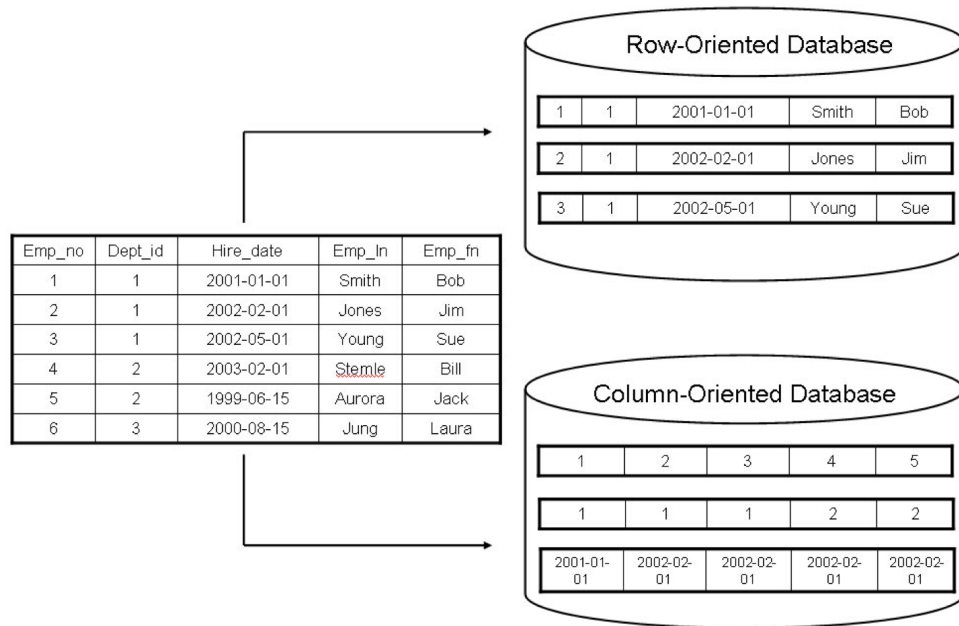 Row-Oriented Database
1 1 2001-01-01 Smith Bob
2 1 2002-02-01 Jones Jim
3 1 2002-05-01 Young Sue
Emp_no Dept_id Hire_date Emp_ln Emp_fn
1 1 2001-01-01 Smith Bob
2 1 2002-02-01 Jones Jim
3 1 2002-05-01 Young Sue
4 2 2003-02-01 Stemle Bill
5 2 1999-06-15 Aurora Jack
6 3 2000-08-15 Jung Laura
Column-Oriented Database
1 2 3 4 5
1 1 1 2 2
2001-01- 2002-02- 2002-02- 2002-02- 2002-02-
01 01 01 01 01